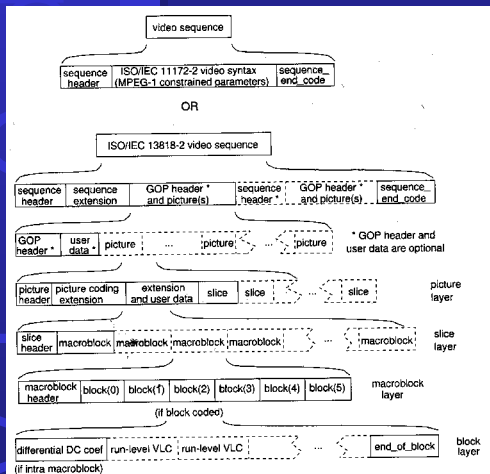 video sequence
sequence header ISO/IEC 11172-2 video syntax (MPEG-1 constrained parameters) sequence_ end_code
OR
ISO/IEC 13818-2 video sequence
sequence header sequence extension GOP header * and picture(s) sequence header * GOP header * and picture(s) sequence_ end_code
GOP header * user data * picture ... picture ... picture * GOP header and user data are optional
picture header picture coding extension extension and user data slice slice ... slice picture layer
slice header macroblock macroblock macroblock macroblock ... macroblock slice layer
macroblock header block(0) block(1) block(2) block(3) block(4) block(5) macroblock layer
(if block coded)
differential DC coef run-level VLC run-level VLC ... end_of_block block layer
(if intra macroblock)